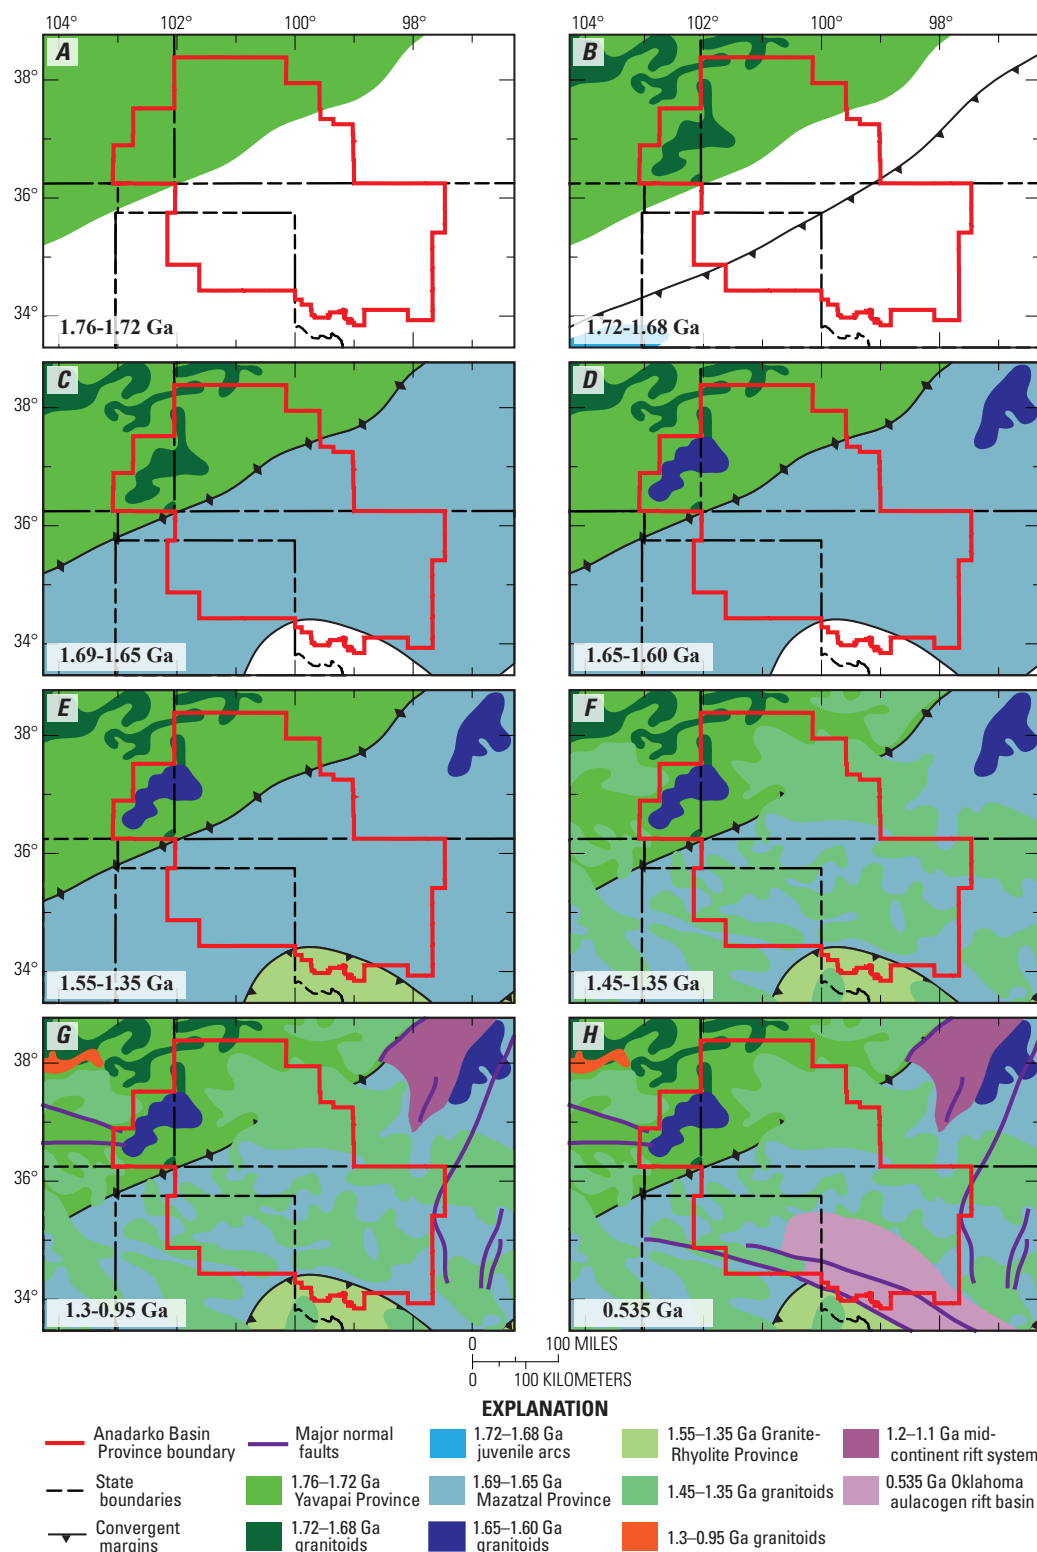 104° 102° 100° 98° 104° 102° 100° 98°
A
38°
36°
34°
1.76-1.72 Ga
B
1.72-1.68 Ga
C
38°
36°
34°
1.69-1.65 Ga
D
1.65-1.60 Ga
E
38°
36°
34°
1.55-1.35 Ga
F
1.45-1.35 Ga
G
38°
36°
34°
1.3-0.95 Ga
H
0.535 Ga
0 100 MILES
0 100 KILOMETERS
EXPLANATION
Anadarko Basin
Province boundary
State
boundaries
Convergent
margins
Major normal
faults
1.76–1.72 Ga
Yavapai Province
1.72–1.68 Ga
granitoids
1.72–1.68 Ga
juvenile arcs
1.69–1.65 Ga
Mazatzal Province
1.65–1.60 Ga
granitoids
1.55–1.35 Ga Granite-
Rhyolite Province
1.45–1.35 Ga granitoids
1.3–0.95 Ga granitoids
1.2–1.1 Ga mid-
continent rift system
0.535 Ga Oklahoma
aulacogen rift basin